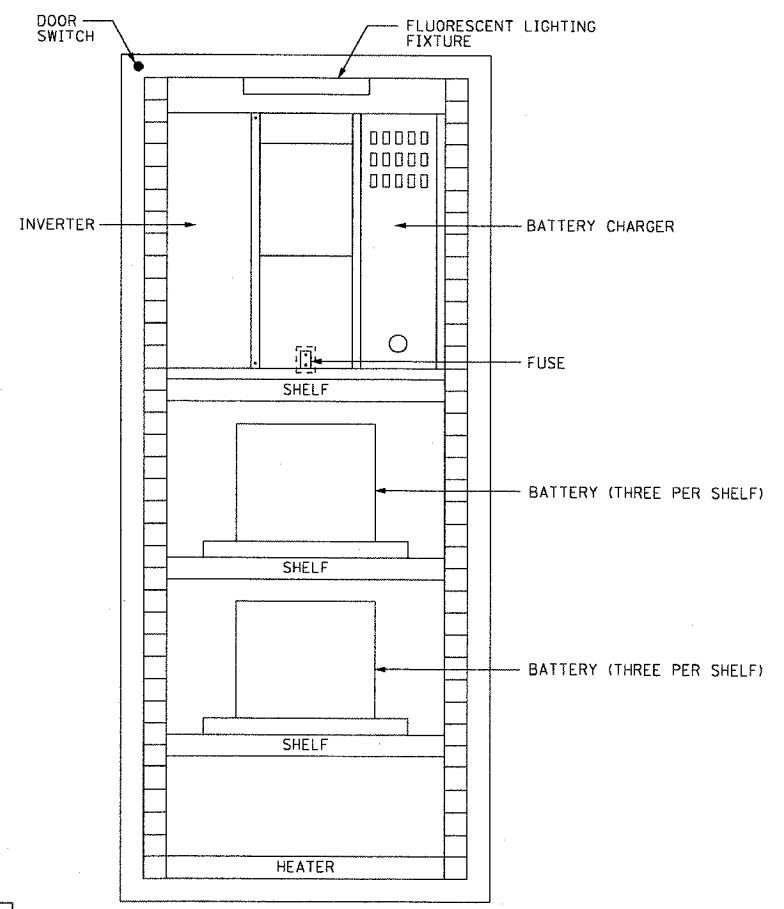 DOOR
SWITCH
FLUORESCENT LIGHTING
FIXTURE
INVERTER
BATTERY CHARGER
FUSE
SHELF
BATTERY (THREE PER SHELF)
SHELF
BATTERY (THREE PER SHELF)
SHELF
HEATER